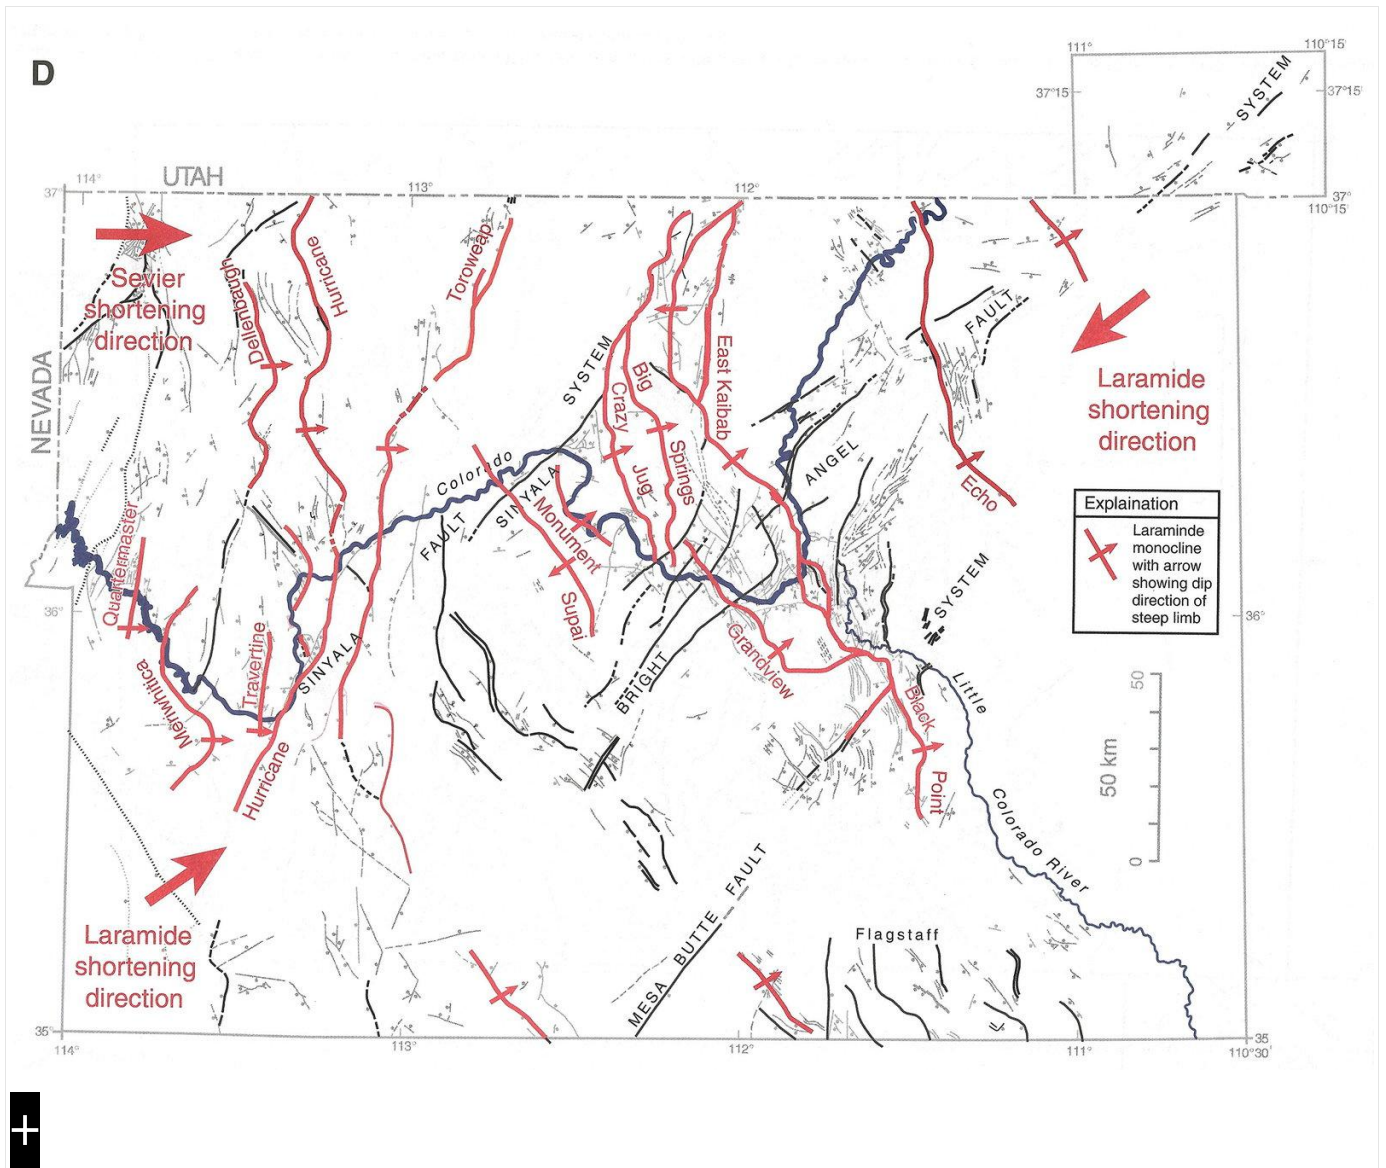 D
111°
110°15'
37°15'
37°15'
SYSTEM
UTAH
37°
114°
113°
112°
37°
110°15'
Sevier
shortening
direction
Dellenbaugh
Hurricane
Toroweap
SYSTEM
Big
Springs
Crazy
Jug
East Kaibab
FAULT
Laramide
shortening
direction
NEVADA
Colorado
SINYALA
FAULT
ANGEL
Echo
Explaination
Laraminde
monocline
with arrow
showing dip
direction of
steep limb
Quartermaster
Monument
Supai
SYSTEM
36°
36°
Meriwhitica
Travertine
SINYALA
BRIGHT
Grandview
Black
Point
Little
Colorado River
Hurricane
50
50 km
0
MESA BUTTE FAULT
Flagstaff
Laramide
shortening
direction
35°
35
114°
113°
112°
111°
110°30'